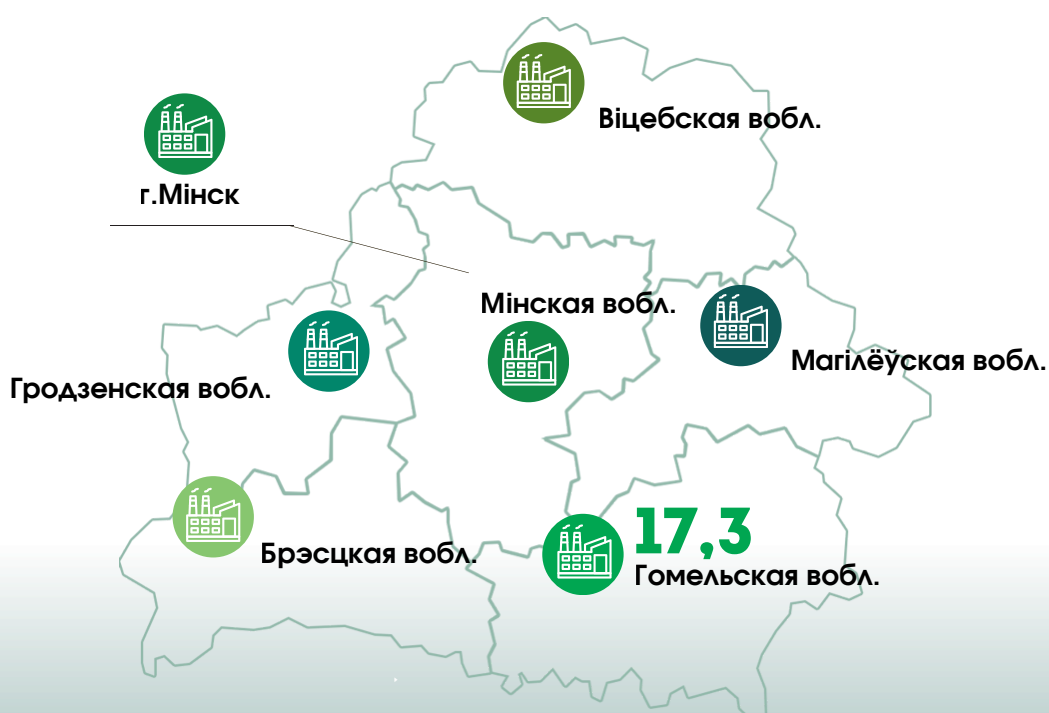 Віцебская вобл.
г.Мінск
Мінская вобл.
Магілёўская вобл.
Гродзенская вобл.
17,3
Гомельская вобл.
Брэсцкая вобл.